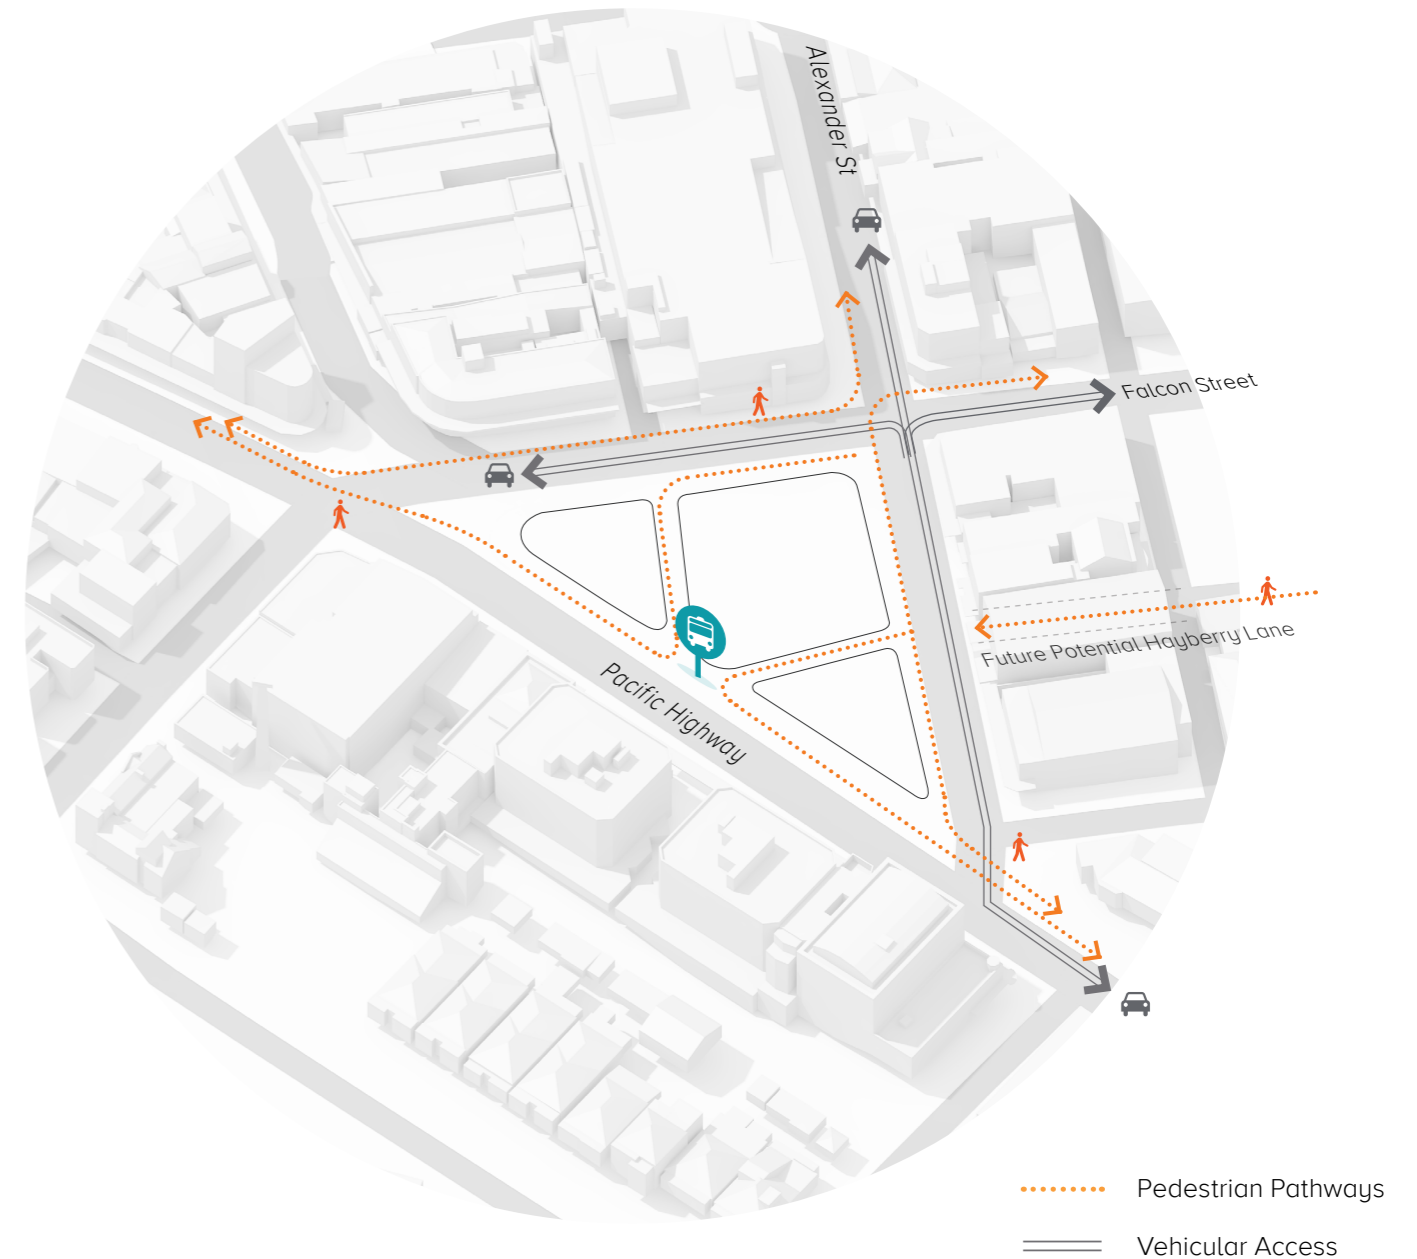 Alexander St
Falcon Street
Future Potential Hayberry Lane
Pacific Highway
Pedestrian Pathways
Vehicular Access